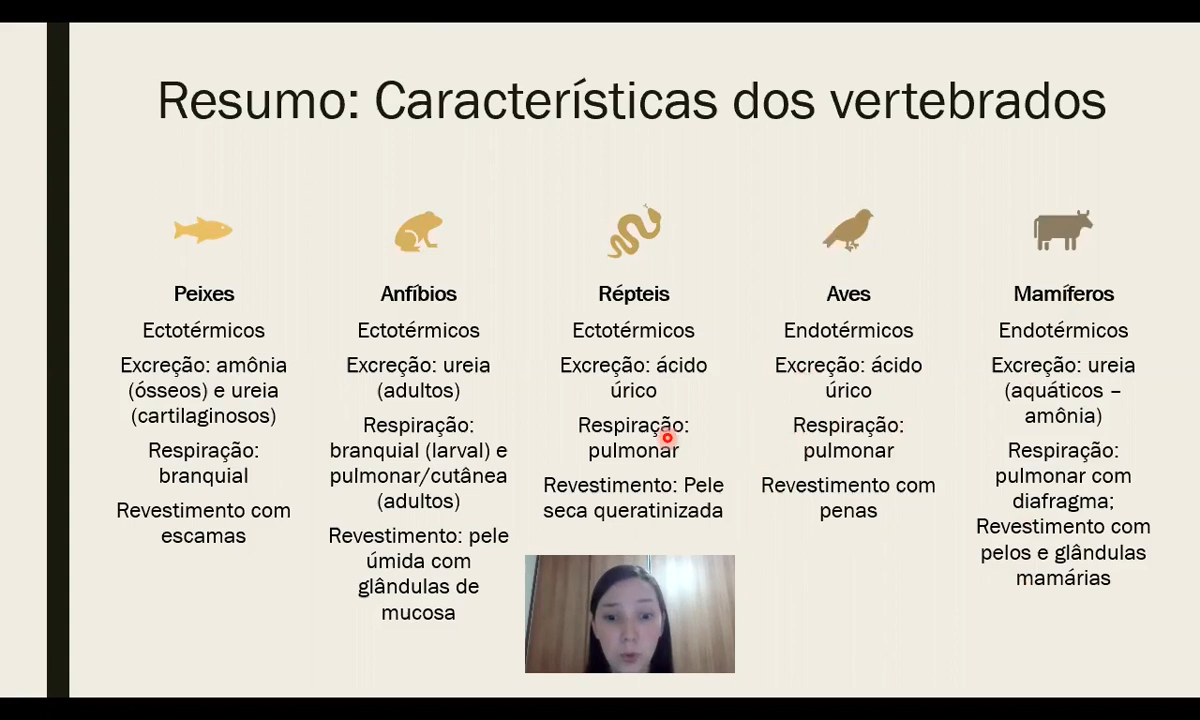 Resumo: Características dos vertebrados
Peixes
Ectotérmicos
Excreção: amônia
(ósseos) e ureia
(cartilaginosos)
Respiração:
branquial
Revestimento com
escamas
Anfíbios
Ectotérmicos
Excreção: ureia
(adultos)
Respiração:
branquial (larval) e
pulmonar/cutânea
(adultos)
Revestimento: pele
úmida com
glândulas de
mucosa
Répteis
Ectotérmicos
Excreção: ácido
úrico
Respiração:
pulmonar
Revestimento: Pele
seca queratinizada
Aves
Endotérmicos
Excreção: ácido
úrico
Respiração:
pulmonar
Revestimento com
penas
Mamíferos
Endotérmicos
Excreção: ureia
(aquáticos –
amônia)
Respiração:
pulmonar com
diafragma;
Revestimento com
pelos e glândulas
mamárias